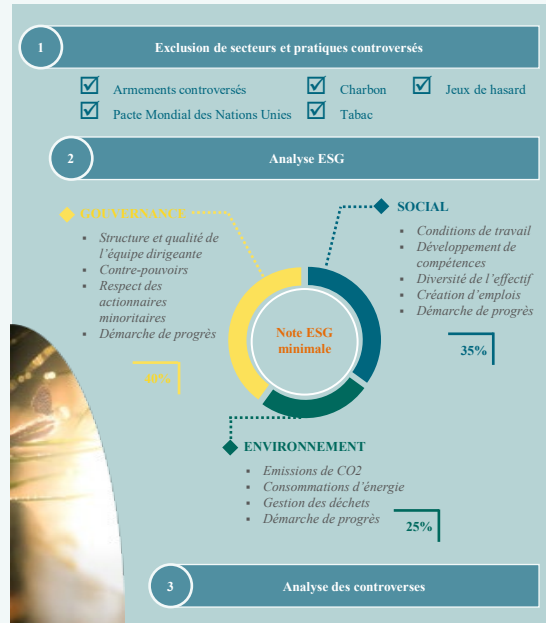 1
Exclusion de secteurs et pratiques controversés
Armements controversés
Charbon
Jeux de hasard
Pacte Mondial des Nations Unies
Tabac
2
Analyse ESG
GOUVERNANCE
Structure et qualité de
l'équipe dirigeante
Contre-pouvoirs
Respect des
actionnaires
minoritaires
Démarche de progrès
40%
SOCIAL
Conditions de travail
Développement de
compétences
Diversité de l'effectif
Création d'emplois
Démarche de progrès
35%
Note ESG
minimale
ENVIRONNEMENT
Emissions de CO2
Consommations d'énergie
Gestion des déchets
Démarche de progrès
25%
3
Analyse des controverses